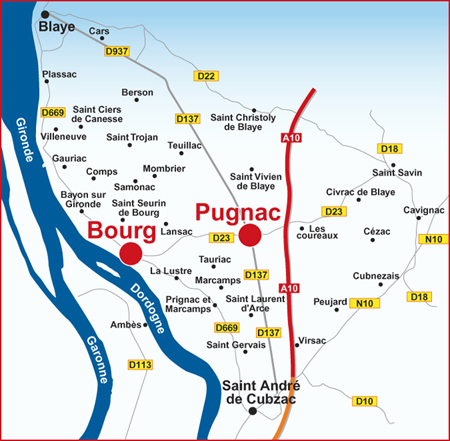 Blaye
Cars
D937
D22
Plassac
Berson
D669
Saint Ciers
de Canesse
D137
Saint Christoly
de Blaye
A10
Villeneuve
Saint Trojan
Teuillac
D18
Gironde
Gauriac
Comps
Mombrier
Samonac
Saint Vivien
de Blaye
Saint Savin
Bayon sur
Gironde
Saint Seurin
de Bourg
Civrac de Blaye
Pugnac
D23
Cavignac
Bourg
Lansac
D23
Les
coureaux
Cézac
N10
Tauriac
La Lustre
Marcamps
D137
Cubnezais
A10
Dordogne
Prignac et
Marcamps
Saint Laurent
d'Arce
Peujard
N10
D18
Ambès
D669
D137
Garonne
Saint Gervais
Virsac
D113
Saint André
de Cubzac
D10